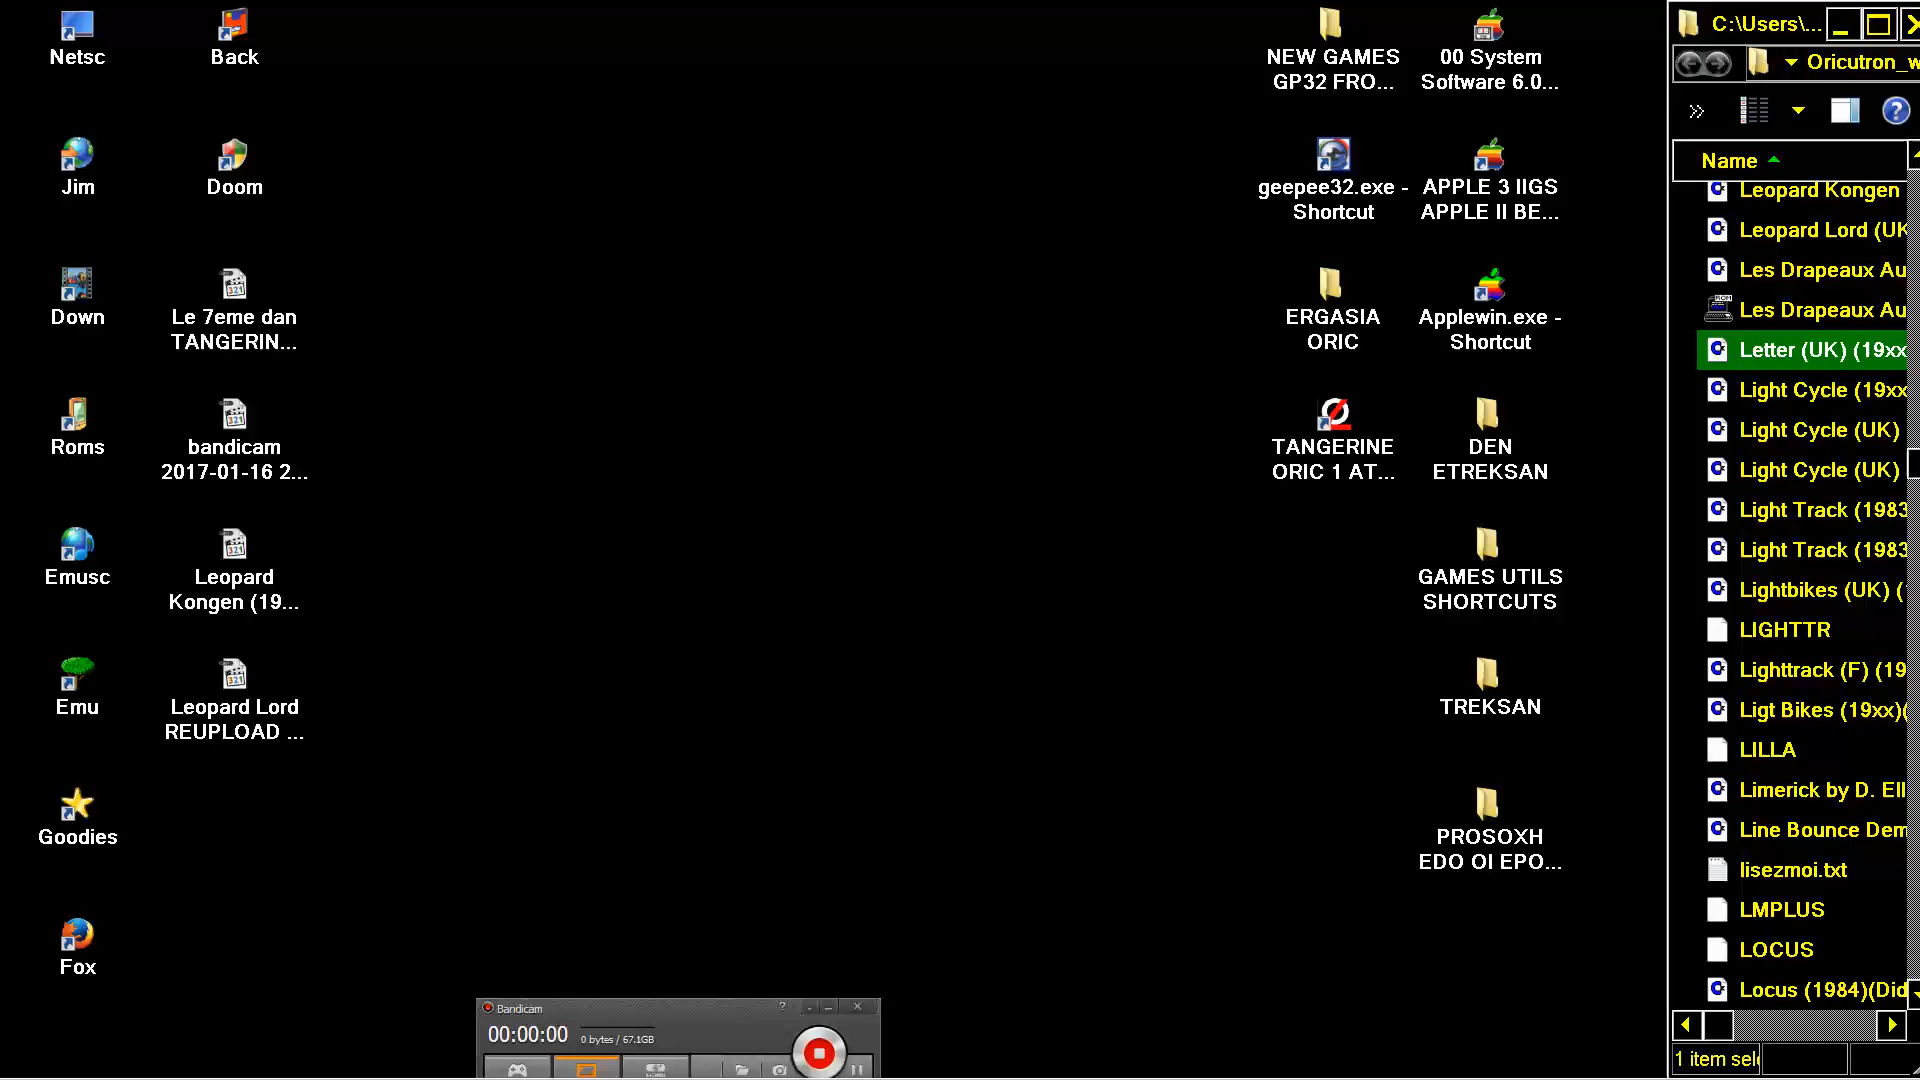 Netsc
Back
NEW GAMES
GP32 FRO...
00 System
Software 6.0...
Jim
Doom
geepee32.exe -
Shortcut
APPLE 3 IIGS
APPLE II BE...
Down
Le 7eme dan
TANGERIN...
ERGASIA
ORIC
Applewin.exe -
Shortcut
Roms
bandicam
2017-01-16 2...
TANGERINE
ORIC 1 AT...
DEN
ETREKSAN
Emusc
Leopard
Kongen (19...
GAMES UTILS
SHORTCUTS
Emu
Leopard Lord
REUPLOAD ...
TREKSAN
Goodies
PROSOXH
EDO OI EPO...
Fox
Bandicam
00:00:00
0 bytes / 67.1GB
C:\Users\...
Oricutron_w
Name
Leopard Kongen
Leopard Lord (UK
Les Drapeaux Au
Les Drapeaux Au
Letter (UK) (19xx
Light Cycle (19xx
Light Cycle (UK)
Light Cycle (UK)
Light Track (1983
Light Track (1983
Lightbikes (UK) (
LIGHTTR
Lighttrack (F) (19
Ligt Bikes (19xx)(
LILLA
Limerick by D. Ell
Line Bounce Dem
lisezmoi.txt
LMPLUS
LOCUS
Locus (1984)(Did
1 item sele